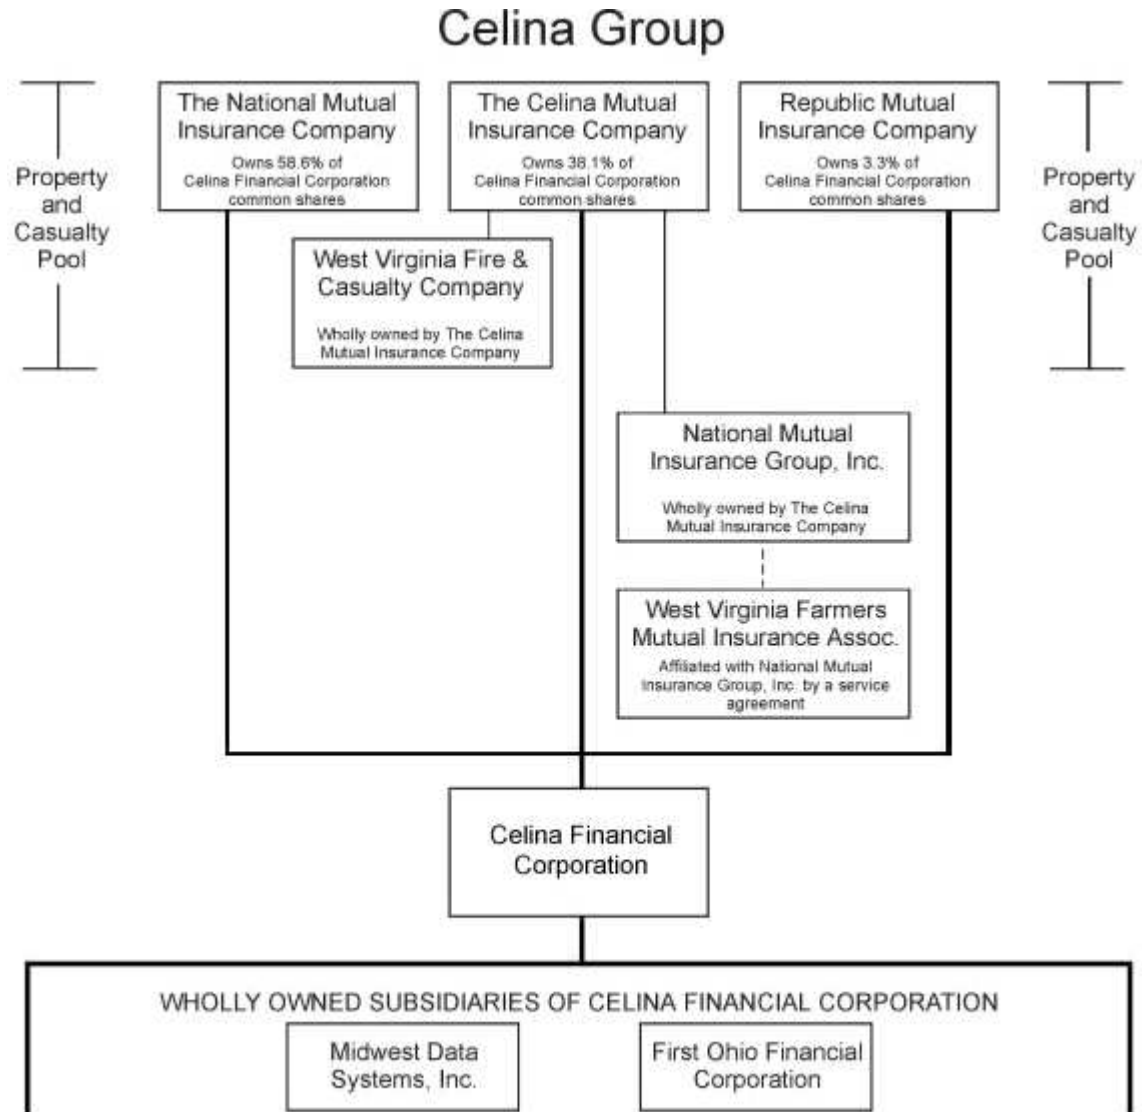 Celina Group
Property
and
Casualty
Pool
The National Mutual
Insurance Company
Owns 58.6% of
Celina Financial Corporation
common shares
The Celina Mutual
Insurance Company
Owns 38.1% of
Celina Financial Corporation
common shares
Republic Mutual
Insurance Company
Owns 3.3% of
Celina Financial Corporation
common shares
Property
and
Casualty
Pool
West Virginia Fire &
Casualty Company
Wholly owned by The Celina
Mutual Insurance Company
National Mutual
Insurance Group, Inc.
Wholly owned by The Celina
Mutual Insurance Company
West Virginia Farmers
Mutual Insurance Assoc.
Affiliated with National Mutual
Insurance Group, Inc. by a service
agreement
Celina Financial
Corporation
WHOLLY OWNED SUBSIDIARIES OF CELINA FINANCIAL CORPORATION
Midwest Data
Systems, Inc.
First Ohio Financial
Corporation